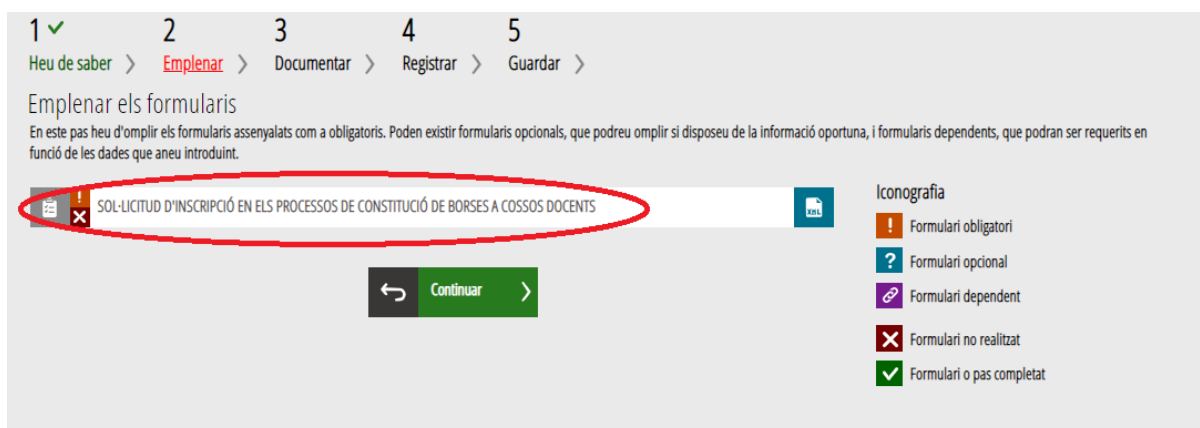 1 2 3 4 5
Heu de saber Emplenar Documentar Registrar Guardar
Emplenar els formularis
En este pas heu d'omplir els formularis assenyalats com a obligatoris. Poden existir formularis opcionals, que podreu omplir si disposeu de la informació oportuna, i formularis dependents, que podran ser requerits en
funció de les dades que aneu introduint.
SOL·LICITUD D'INSCRIPCIÓ EN ELS PROCESSOS DE CONSTITUCIÓ DE BORSES A COSSOS DOCENTS
XML
Continuar
Iconografia
! Formulari obligatori
? Formulari opcional
Formulari dependent
Formulari no realitzat
Formulari o pas completat